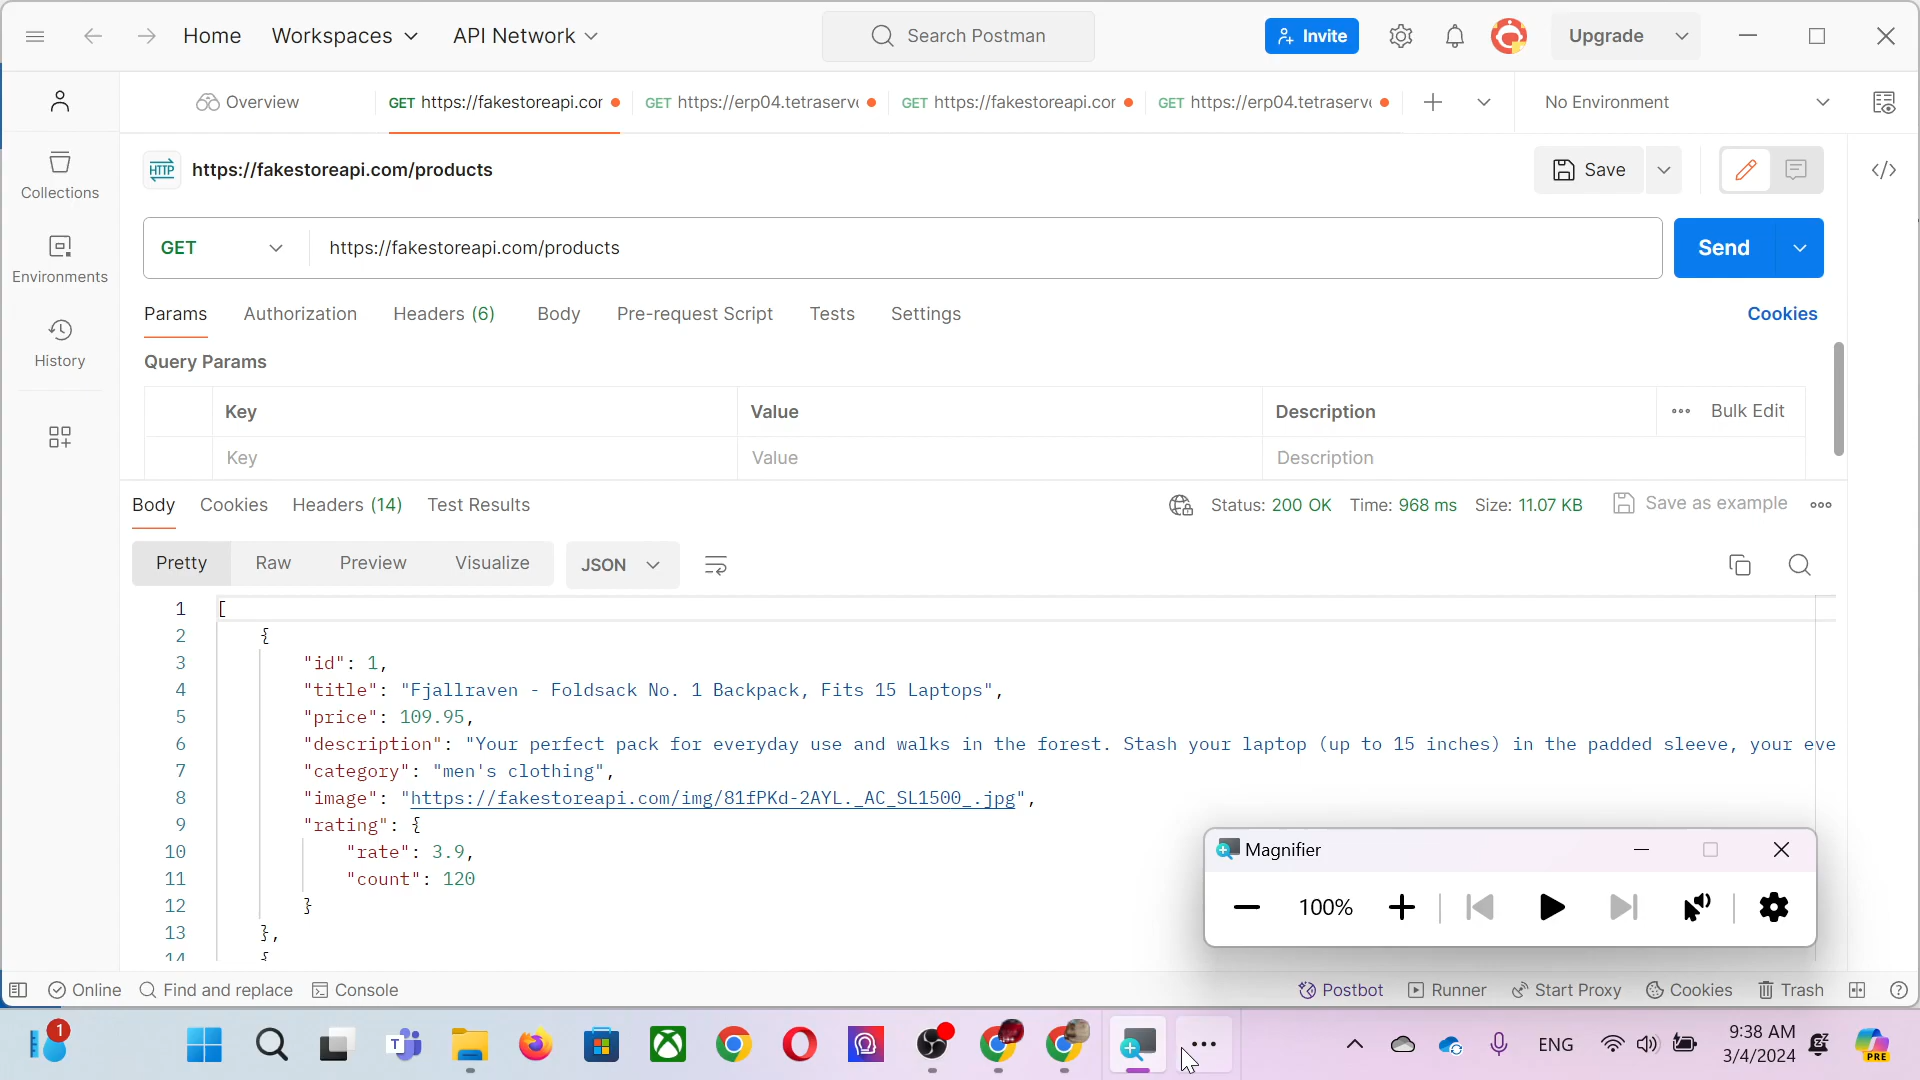 Home
Workspaces
API Network
Search Postman
Invite
Upgrade
Overview
GET https://fakestoreapi.cor
GET https://erp04.tetraserv
GET https://fakestoreapi.cor
GET https://erp04.tetraserv
No Environment
HTTP https://fakestoreapi.com/products
Save
Collections
Environments
History
GET
https://fakestoreapi.com/products
Send
Params
Authorization
Headers (6)
Body
Pre-request Script
Tests
Settings
Cookies
Query Params
Key
Value
Description
Bulk Edit
Key
Value
Description
Body
Cookies
Headers (14)
Test Results
Status: 200 OK
Time: 968 ms
Size: 11.07 KB
Save as example
Pretty
Raw
Preview
Visualize
JSON
1 [
2 {
3 "id": 1,
4 "title": "Fjallraven - Foldsack No. 1 Backpack, Fits 15 Laptops",
5 "price": 109.95,
6 "description": "Your perfect pack for everyday use and walks in the forest. Stash your laptop (up to 15 inches) in the padded sleeve, your eve
7 "category": "men's clothing",
8 "image": "https://fakestoreapi.com/img/81fPKd-2AYL._AC_SL1500_.jpg",
9 "rating": {
10 "rate": 3.9,
11 "count": 120
12 }
13 },
14 {
Magnifier
100%
Online
Find and replace
Console
Postbot
Runner
Start Proxy
Cookies
Trash
1
T
ENG
9:38 AM
3/4/2024
PRE